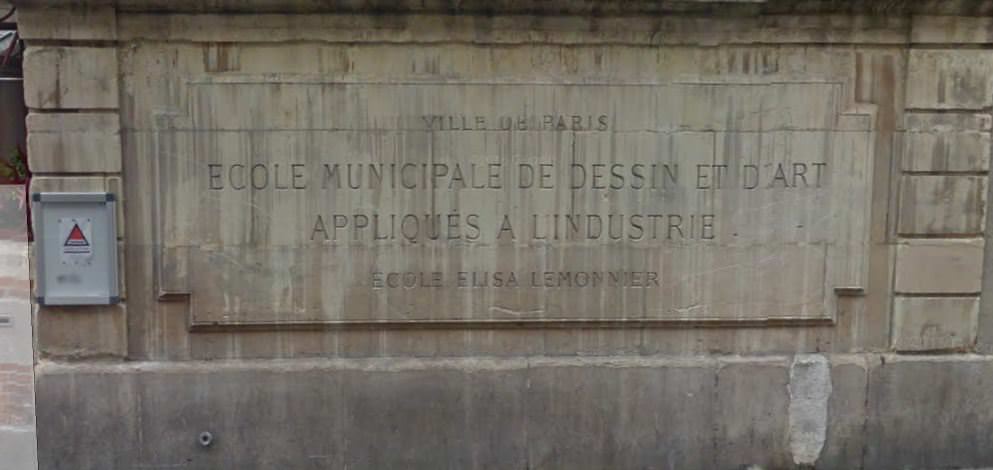 VILLE DE PARIS
ECOLE MUNICIPALE DE DESSIN ET D'ART
APPLIQUÉS A L'INDUSTRIE
ECOLE ELISA LEMONNIER